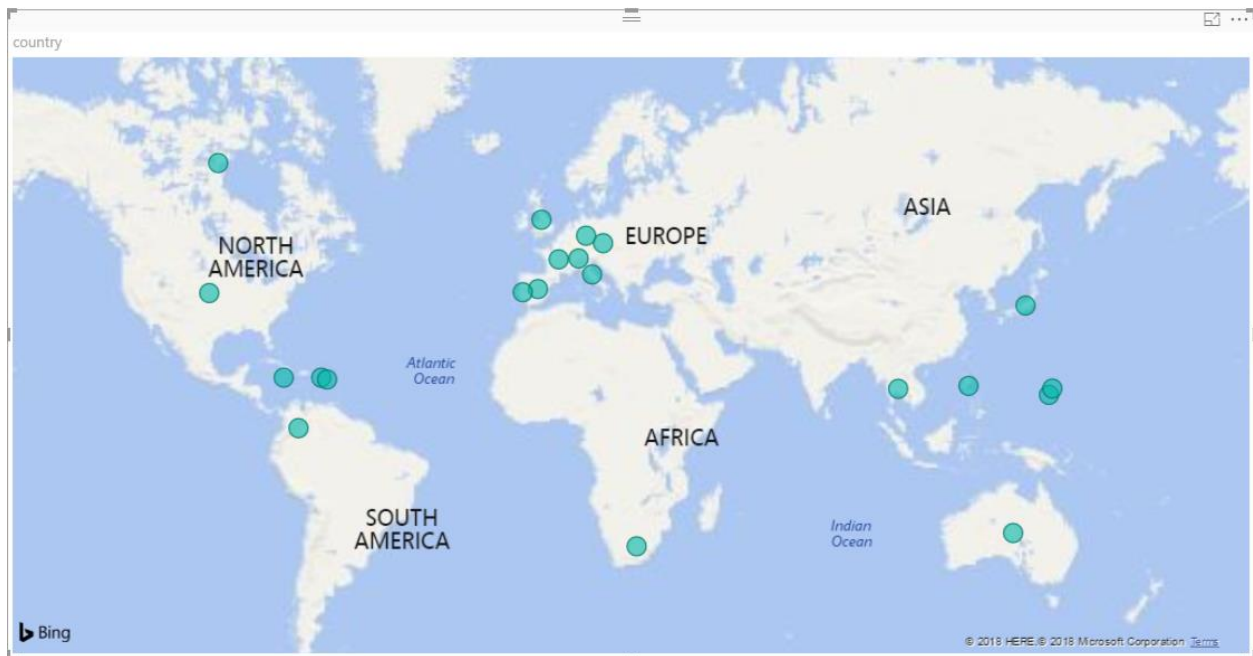 country
NORTH
AMERICA
EUROPE
ASIA
Atlantic
Ocean
AFRICA
SOUTH
AMERICA
Indian
Ocean
Bing
© 2018 HERE,© 2018 Microsoft Corporation Terms